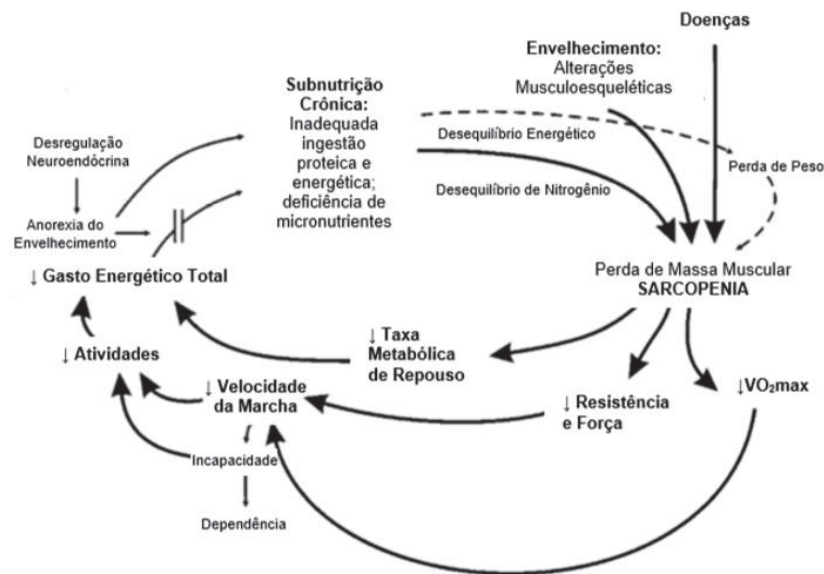 Doenças
Envelhecimento:
Alterações
Musculoesqueléticas
Subnutrição
Crônica:
Inadequada
ingestão
proteica e
energética;
deficiência de
micronutrientes
Desregulação
Neuroendócrina
Desequilíbrio Energético
Perda de Peso
Desequilíbrio de Nitrogênio
Anorexia do
Envelhecimento
↓ Gasto Energético Total
Perda de Massa Muscular
SARCOPENIA
↓ Taxa
Metabólica
de Repouso
↓ Atividades
↓ Velocidade
da Marcha
↓ Resistência
e Força
↓VO₂max
Incapacidade
Dependência